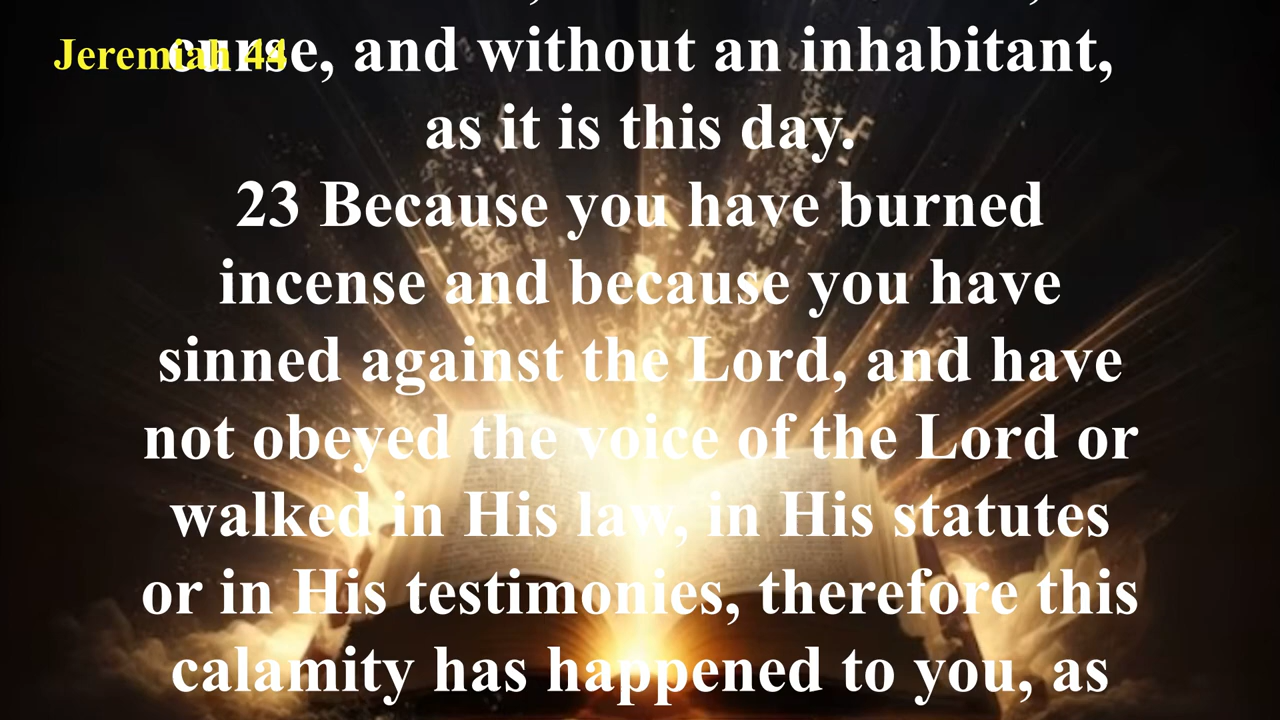 Jeremiah 44
curse, and without an inhabitant,
as it is this day.
23 Because you have burned
incense and because you have
sinned against the Lord, and have
not obeyed the voice of the Lord or
walked in His law, in His statutes
or in His testimonies, therefore this
calamity has happened to you, as